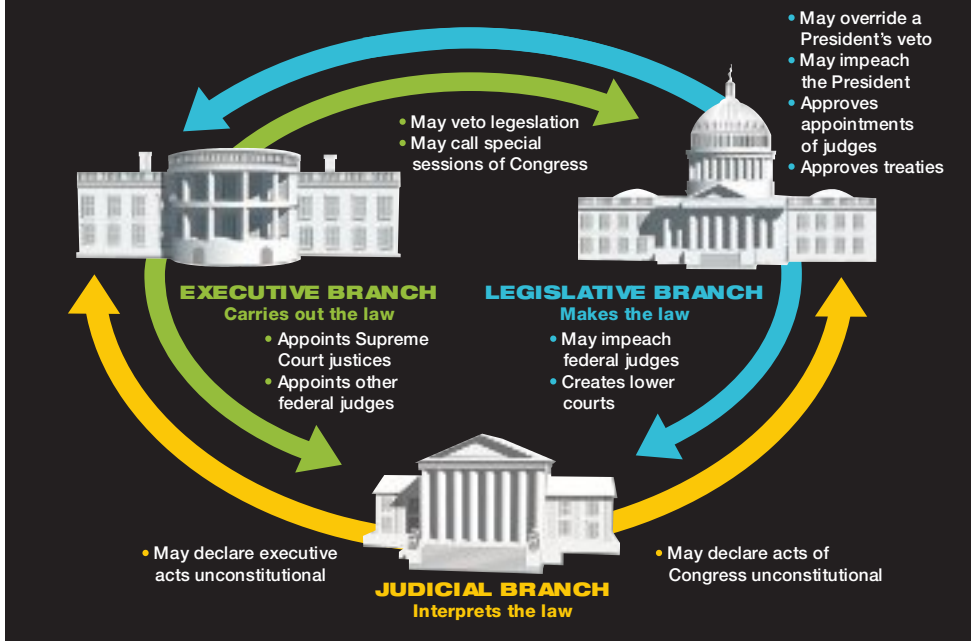 • May override a
President's veto
• May impeach
the President
• Approves
appointments
of judges
• Approves treaties
• May veto legeslation
• May call special
sessions of Congress
EXECUTIVE BRANCH
Carries out the law
• Appoints Supreme
Court justices
• Appoints other
federal judges
LEGISLATIVE BRANCH
Makes the law
• May impeach
federal judges
• Creates lower
courts
• May declare executive
acts unconstitutional
• May declare acts of
Congress unconstitutional
JUDICIAL BRANCH
Interprets the law